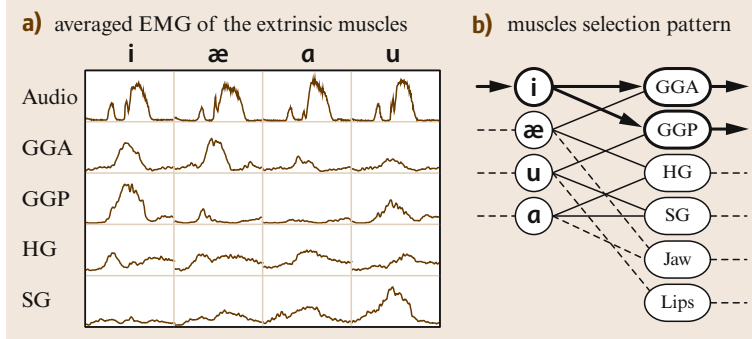 a) averaged EMG of the extrinsic muscles
i æ ɑ u
Audio
GGA
GGP
HG
SG
b) muscles selection pattern
i GGA
æ GGP
u HG
ɑ SG
Jaw
Lips